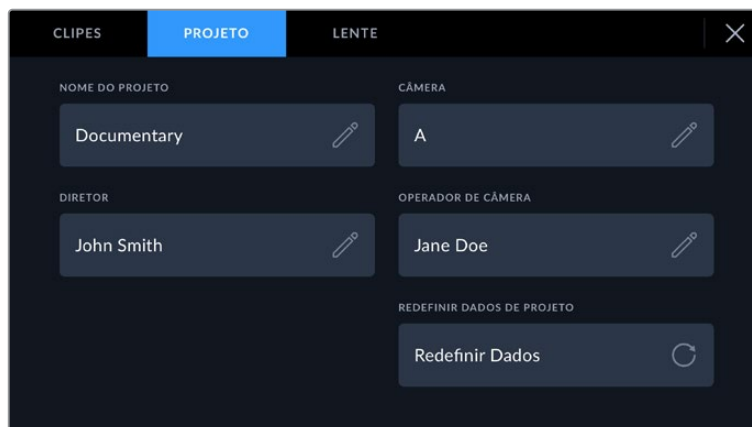 CLIPES PROJETO LENTE
NOME DO PROJETO
Documentary
CÂMERA
A
DIRETOR
John Smith
OPERADOR DE CÂMERA
Jane Doe
REDEFINIR DADOS DE PROJETO
Redefinir Dados